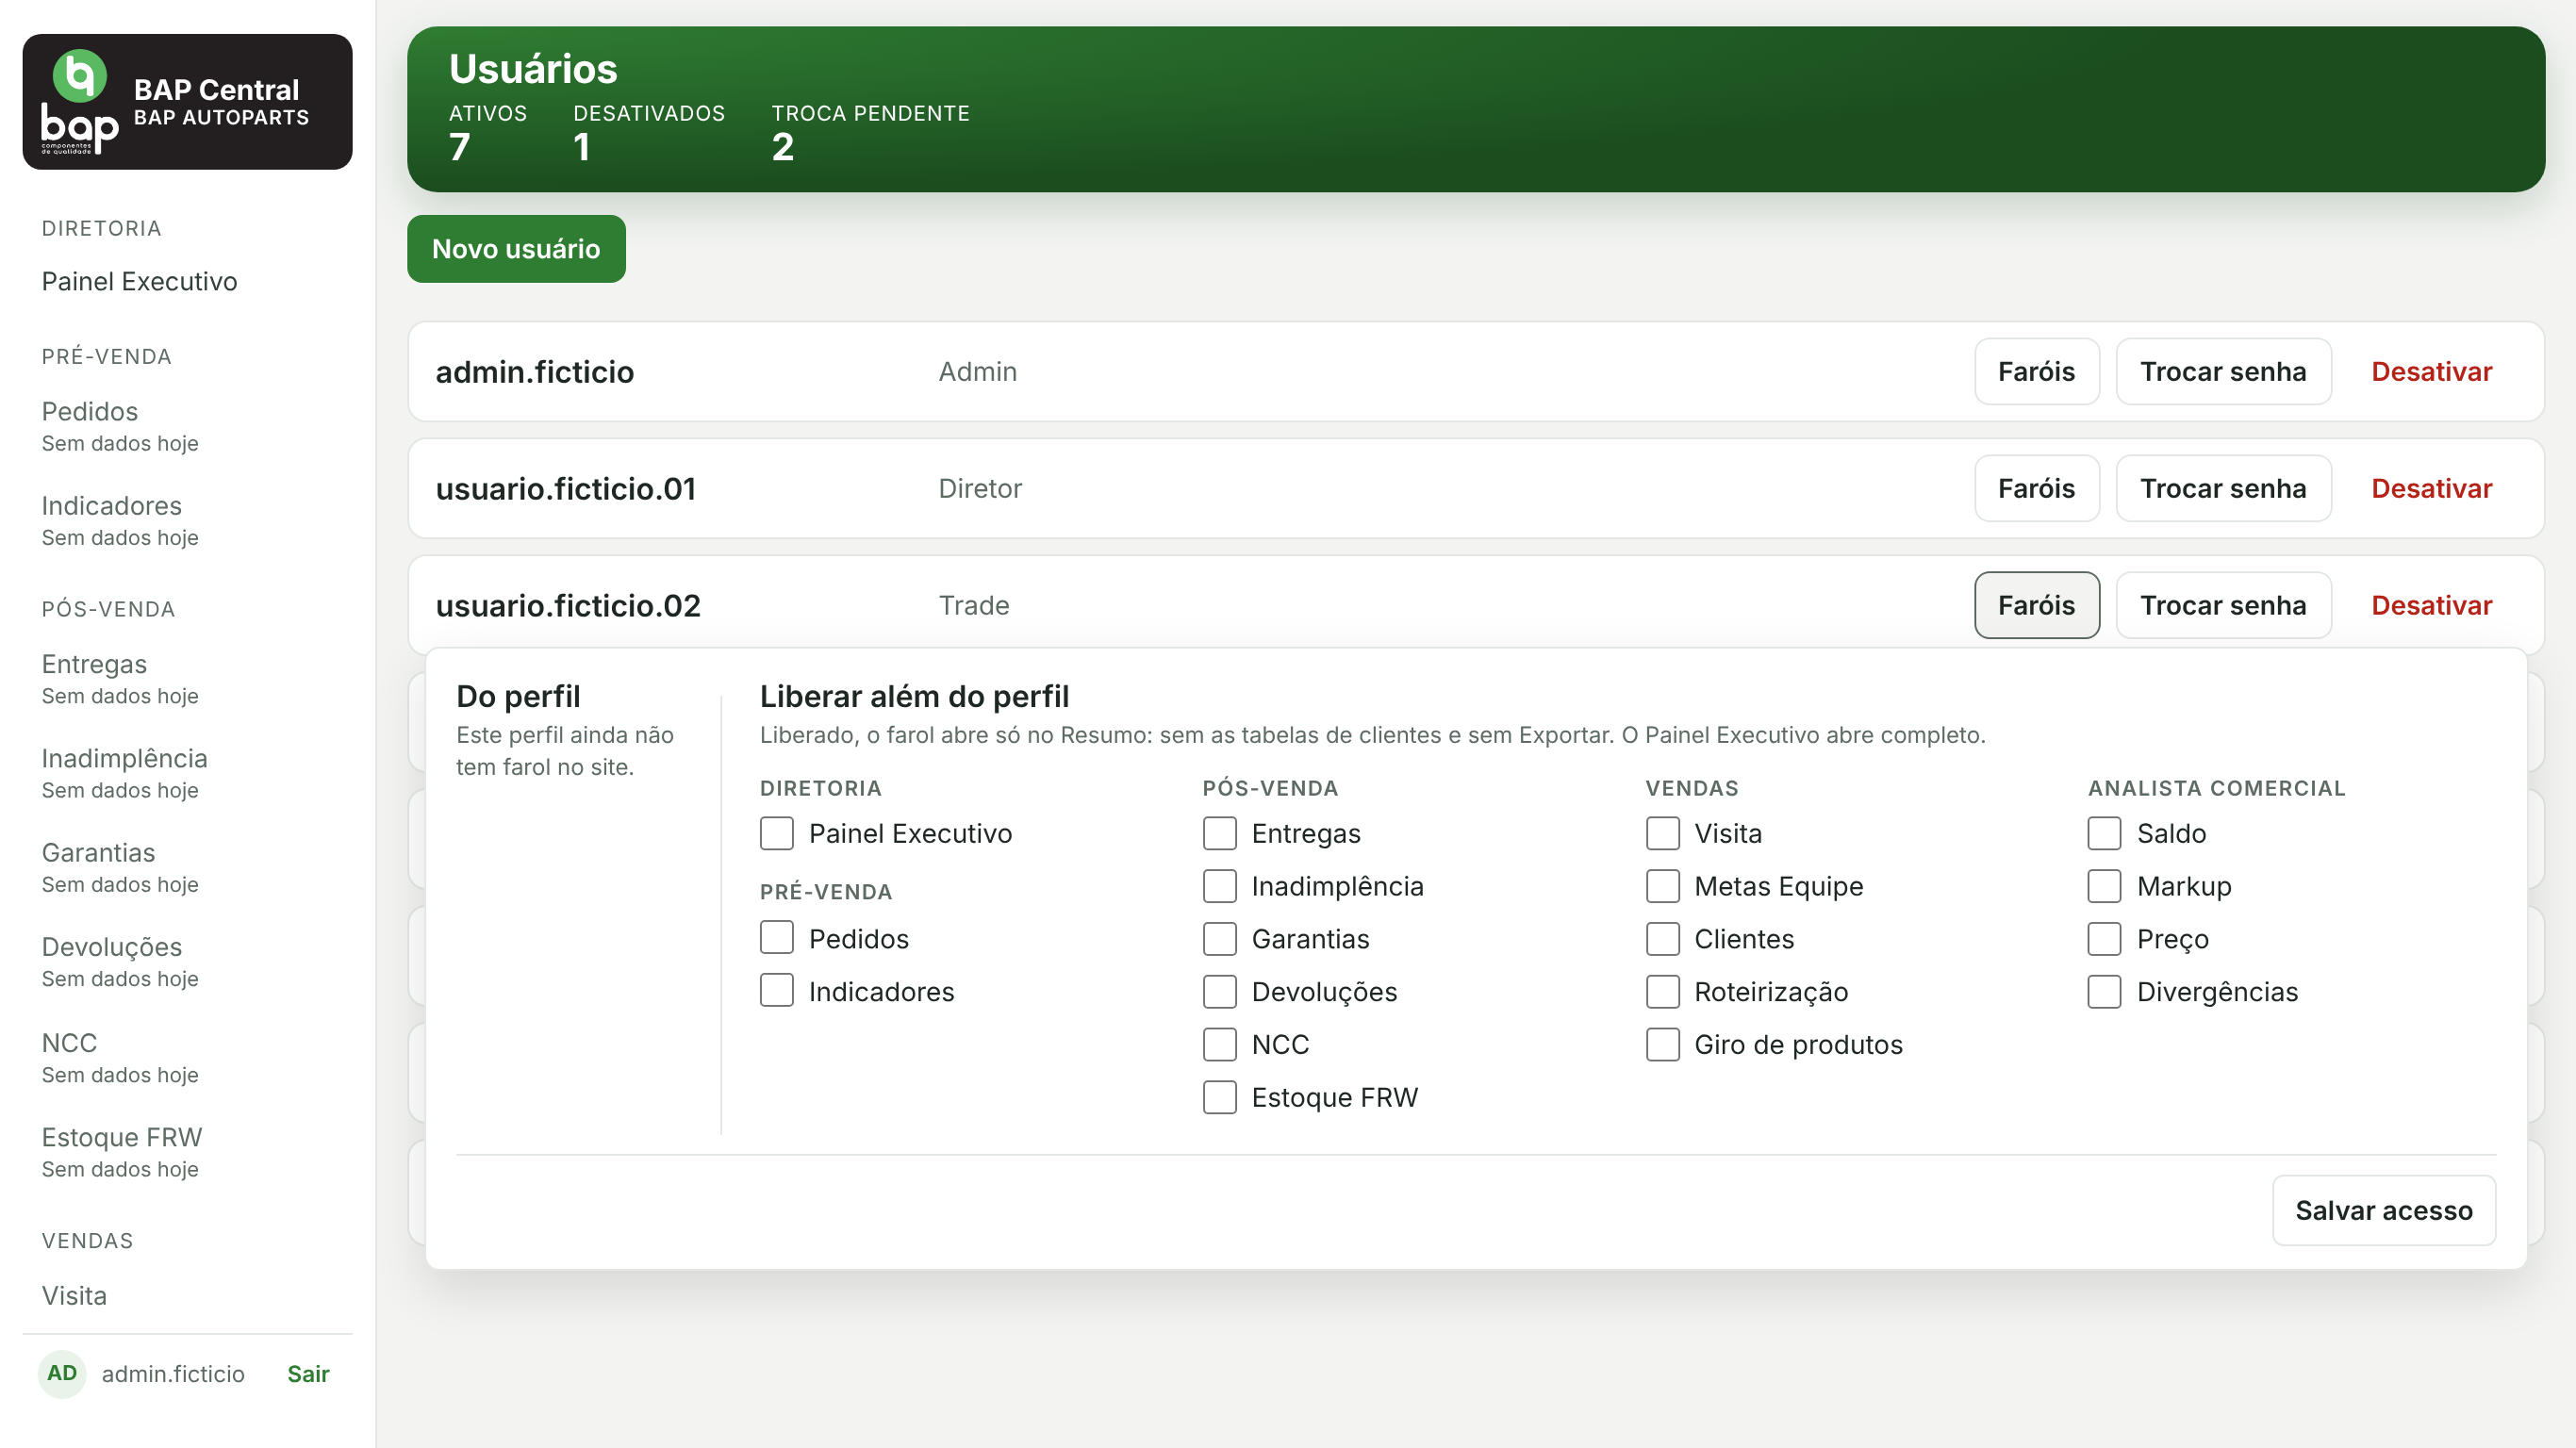 bap
componentes
de qualidade
BAP Central
BAP AUTOPARTS
DIRETORIA
Painel Executivo
PRÉ-VENDA
Pedidos
Sem dados hoje
Indicadores
Sem dados hoje
PÓS-VENDA
Entregas
Sem dados hoje
Inadimplência
Sem dados hoje
Garantias
Sem dados hoje
Devoluções
Sem dados hoje
NCC
Sem dados hoje
Estoque FRW
Sem dados hoje
VENDAS
Visita
AD admin.ficticio Sair
Usuários
ATIVOS DESATIVADOS TROCA PENDENTE
7 1 2
Novo usuário
admin.ficticio Admin Faróis Trocar senha Desativar
usuario.ficticio.01 Diretor Faróis Trocar senha Desativar
usuario.ficticio.02 Trade Faróis Trocar senha Desativar
Do perfil
Este perfil ainda não
tem farol no site.
Liberar além do perfil
Liberado, o farol abre só no Resumo: sem as tabelas de clientes e sem Exportar. O Painel Executivo abre completo.
DIRETORIA
Painel Executivo
PRÉ-VENDA
Pedidos
Indicadores
PÓS-VENDA
Entregas
Inadimplência
Garantias
Devoluções
NCC
Estoque FRW
VENDAS
Visita
Metas Equipe
Clientes
Roteirização
Giro de produtos
ANALISTA COMERCIAL
Saldo
Markup
Preço
Divergências
Salvar acesso